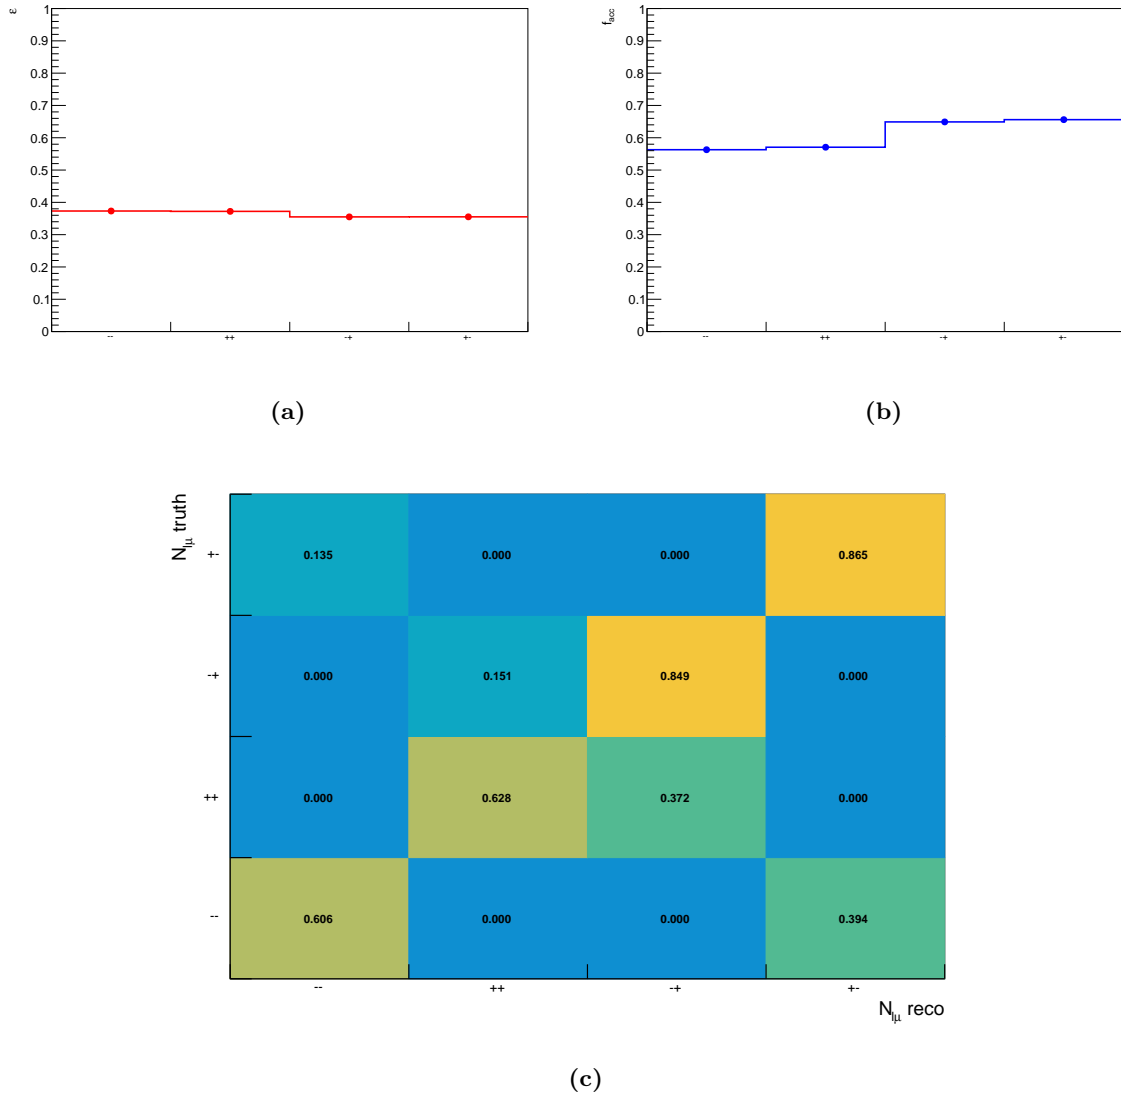 ε
1
0.9
0.8
0.7
0.6
0.5
0.4
0.3
0.2
0.1
0
-- ++ -+ +-
(a)
f_acc
1
0.9
0.8
0.7
0.6
0.5
0.4
0.3
0.2
0.1
0
-- ++ -+ +-
(b)
N_lμ truth
+- 0.135 0.000 0.000 0.865
-+ 0.000 0.151 0.849 0.000
++ 0.000 0.628 0.372 0.000
-- 0.606 0.000 0.000 0.394
-- ++ -+ +-
N_lμ reco
(c)